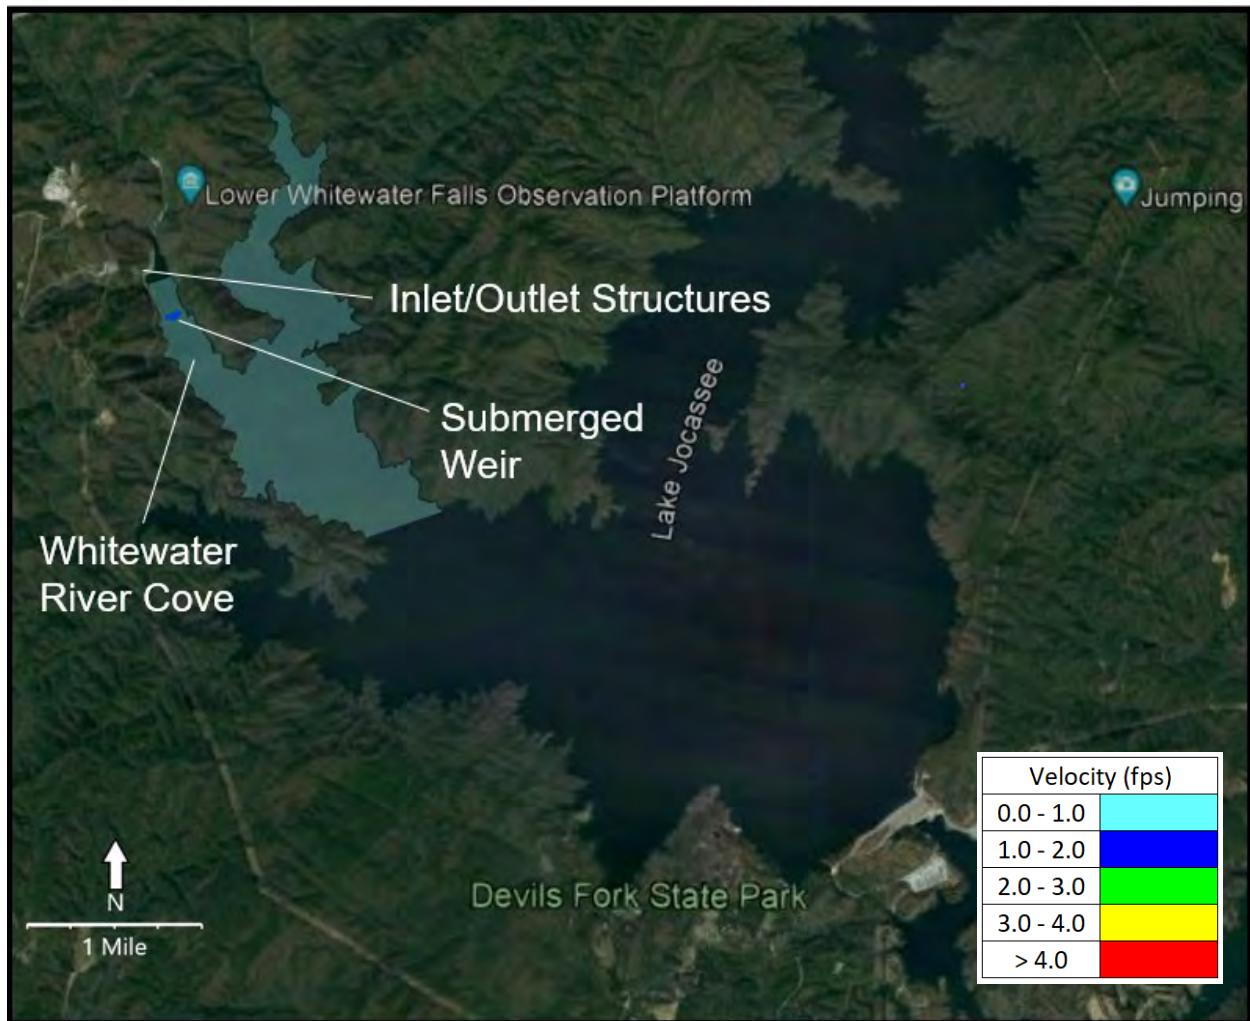 Lower Whitewater Falls Observation Platform
Jumping
Inlet/Outlet Structures
Submerged
Weir
Lake Jocassee
Whitewater
River Cove
Velocity (fps)
0.0 - 1.0
1.0 - 2.0
2.0 - 3.0
3.0 - 4.0
> 4.0
Devils Fork State Park
N
1 Mile